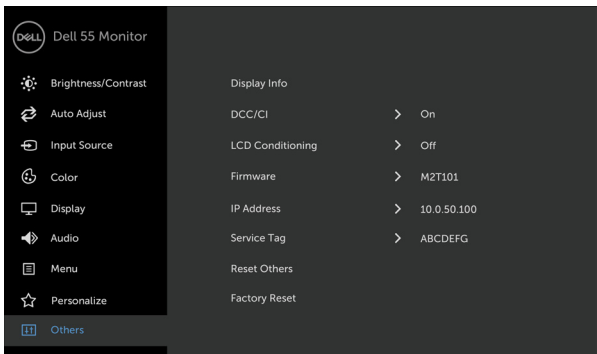 DELL Dell 55 Monitor
Brightness/Contrast Display Info
Auto Adjust DCC/CI On
Input Source LCD Conditioning Off
Color Firmware M2T101
Display IP Address 10.0.50.100
Audio Service Tag ABCDEFG
Menu Reset Others
Personalize Factory Reset
Others